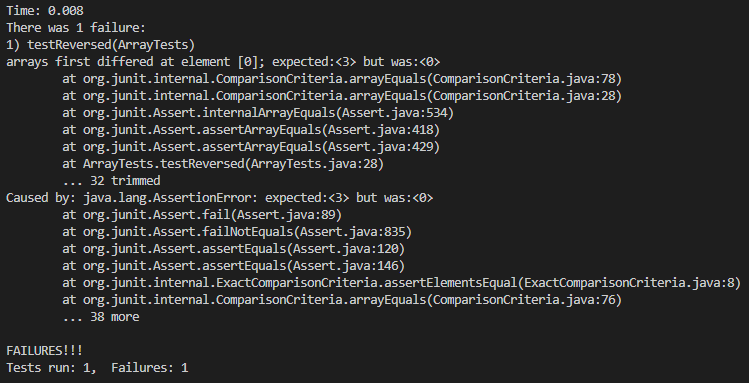 Time: 0.008
There was 1 failure:
1) testReversed(ArrayTests)
arrays first differed at element [0]; expected:<3> but was:<0>
at org.junit.internal.ComparisonCriteria.arrayEquals(ComparisonCriteria.java:78)
at org.junit.internal.ComparisonCriteria.arrayEquals(ComparisonCriteria.java:28)
at org.junit.Assert.internalArrayEquals(Assert.java:534)
at org.junit.Assert.assertArrayEquals(Assert.java:418)
at org.junit.Assert.assertArrayEquals(Assert.java:429)
at ArrayTests.testReversed(ArrayTests.java:28)
... 32 trimmed
Caused by: java.lang.AssertionError: expected:<3> but was:<0>
at org.junit.Assert.fail(Assert.java:89)
at org.junit.Assert.failNotEquals(Assert.java:835)
at org.junit.Assert.assertEquals(Assert.java:120)
at org.junit.Assert.assertEquals(Assert.java:146)
at org.junit.internal.ExactComparisonCriteria.assertElementsEqual(ExactComparisonCriteria.java:8)
at org.junit.internal.ComparisonCriteria.arrayEquals(ComparisonCriteria.java:76)
... 38 more
FAILURES!!!
Tests run: 1,  Failures: 1